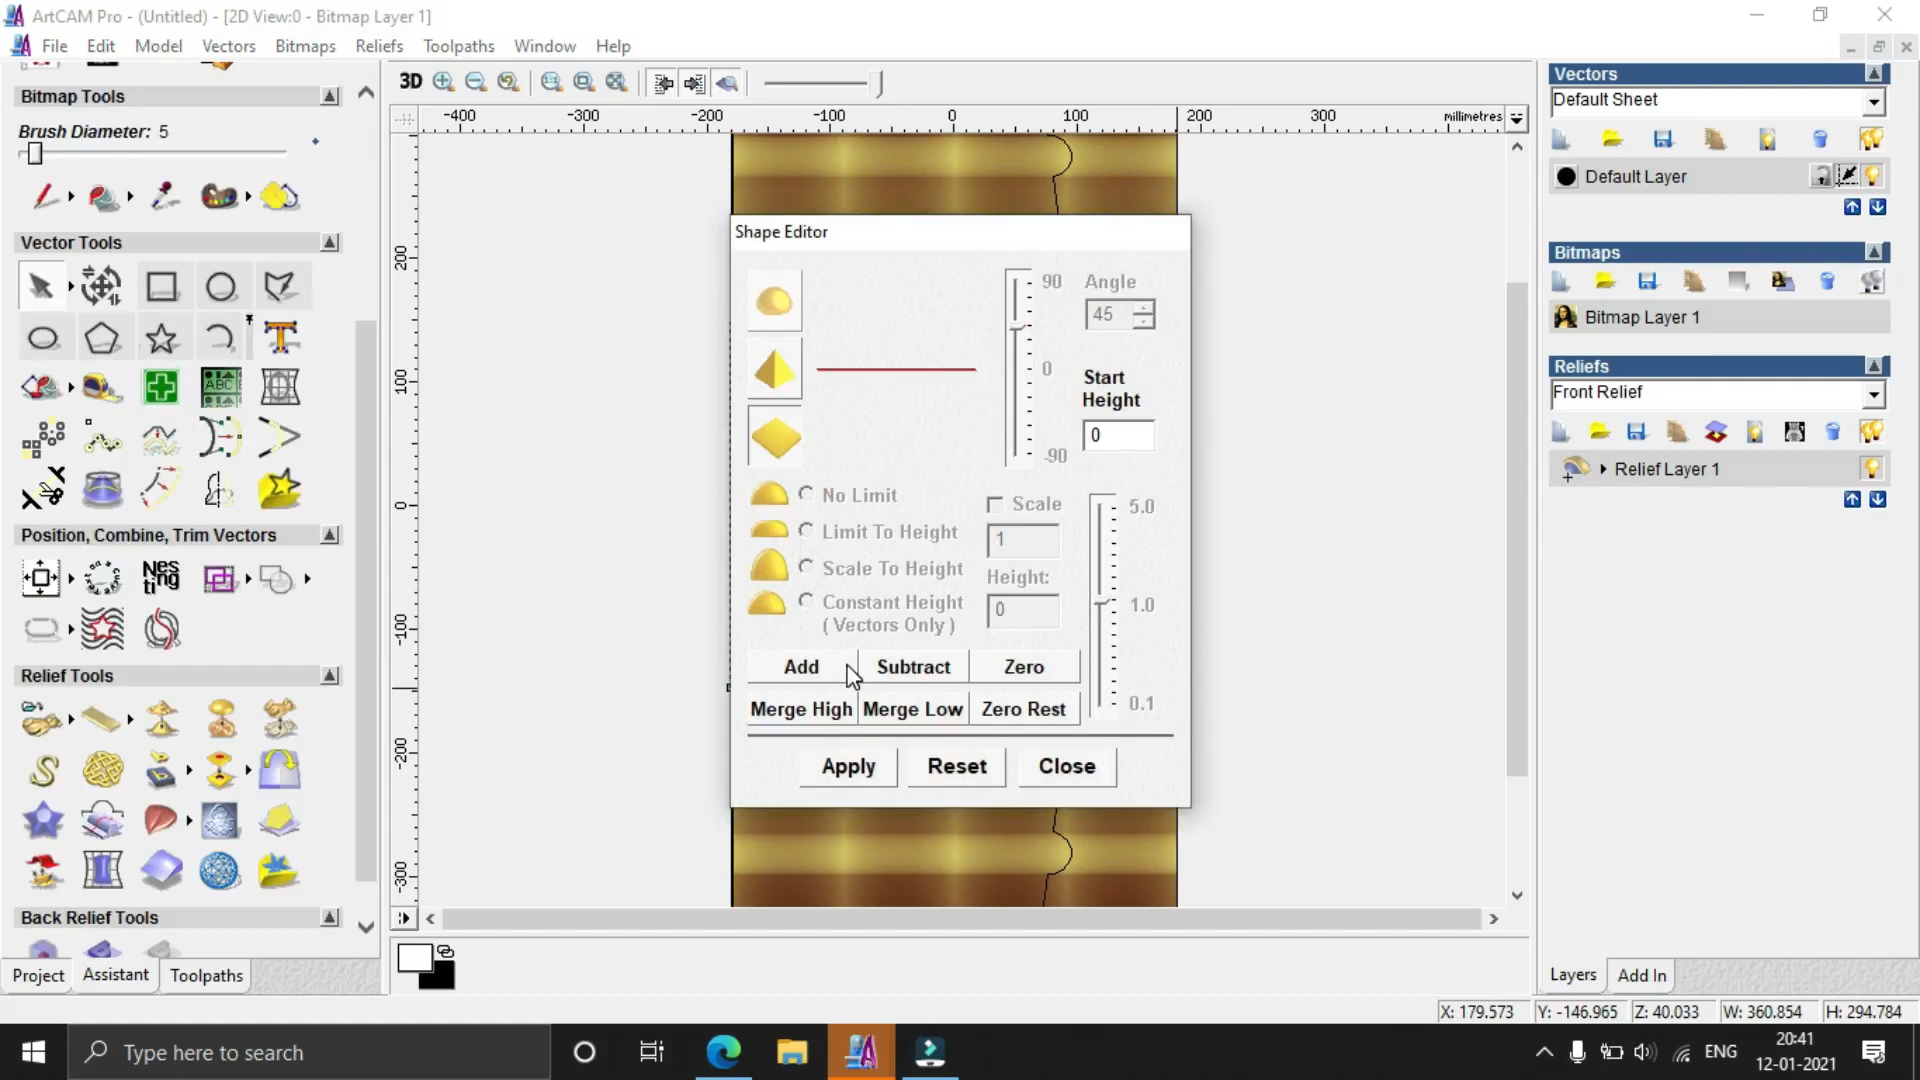 ArtCAM Pro - (Untitled) - [2D View:0 - Bitmap Layer 1]
File Edit Model Vectors Bitmaps Reliefs Toolpaths Window Help
Bitmap Tools
Brush Diameter: 5
Vector Tools
ABC
Position, Combine, Trim Vectors
Nes
ting
Relief Tools
Back Relief Tools
Project Assistant Toolpaths
3D
-400 -300 -200 -100 0 100 200 300 millimetres
200
100
0
-100
-200
-300
Shape Editor
90
0
-90
Angle
45
Start
Height
0
No Limit
Limit To Height
Scale To Height
Constant Height
( Vectors Only )
Scale
1
Height:
0
5.0
1.0
0.1
Add Subtract Zero
Merge High Merge Low Zero Rest
Apply Reset Close
Vectors
Default Sheet
Default Layer
Bitmaps
Bitmap Layer 1
Reliefs
Front Relief
Relief Layer 1
Layers Add In
X: 179.573 Y: -146.965 Z: 40.033 W: 360.854 H: 294.784
Type here to search
ENG
20:41
12-01-2021